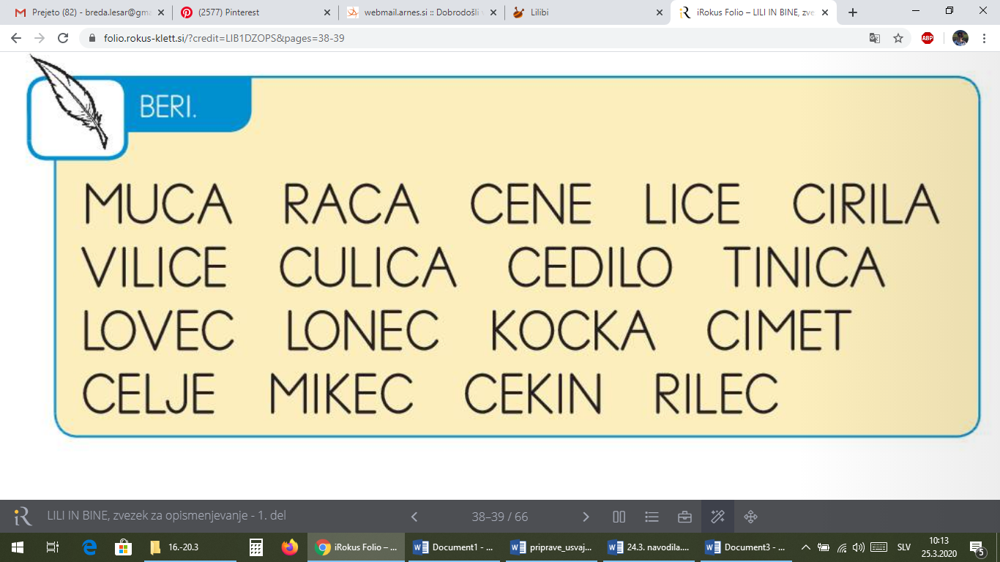 Prejeto (82) - breda.lesar@gma
(2577) Pinterest
webmail.arnes.si :: Dobrodošli v
Lilibi
iRokus Folio – LILI IN BINE, zve
folio.rokus-klett.si/?credit=LIB1DZOPS&pages=38-39
ABP
BERI.
MUCA RACA CENE LICE CIRILA
VILICE CULICA CEDILO TINICA
LOVEC LONEC KOCKA CIMET
CELJE MIKEC CEKIN RILEC
iR LILI IN BINE, zvezek za opismenjevanje - 1. del
38–39 / 66
16.-20.3
iRokus Folio – ...
Document1 - ...
priprave_usvaj...
24.3. navodila....
Document3 - ...
SLV
10:13
25.3.2020
5